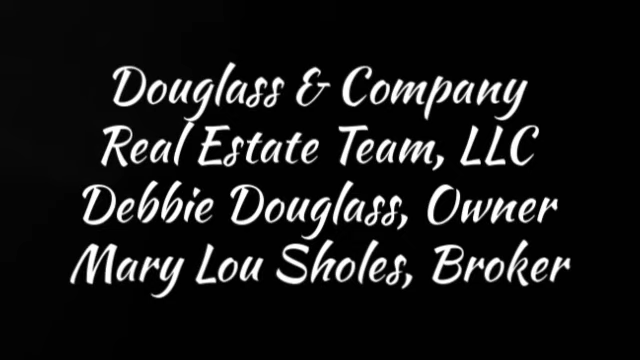 Douglass & Company
Real Estate Team, LLC
Debbie Douglass, Owner
Mary Lou Sholes, Broker